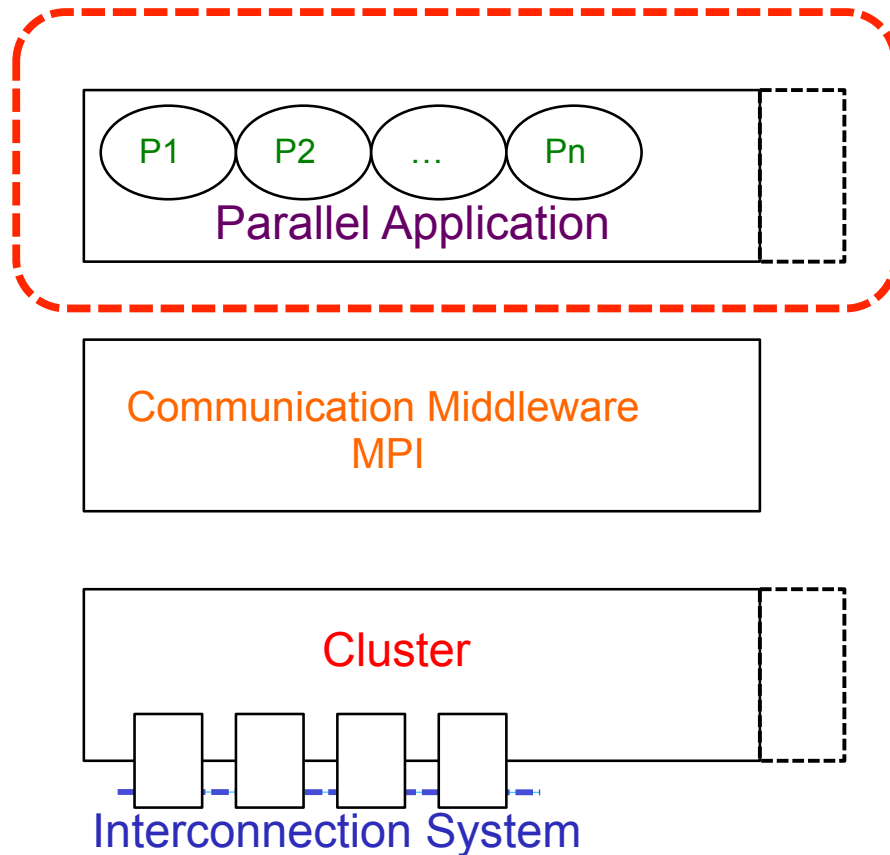 P1 P2 … Pn
Parallel Application
Communication Middleware
MPI
Cluster
Interconnection System